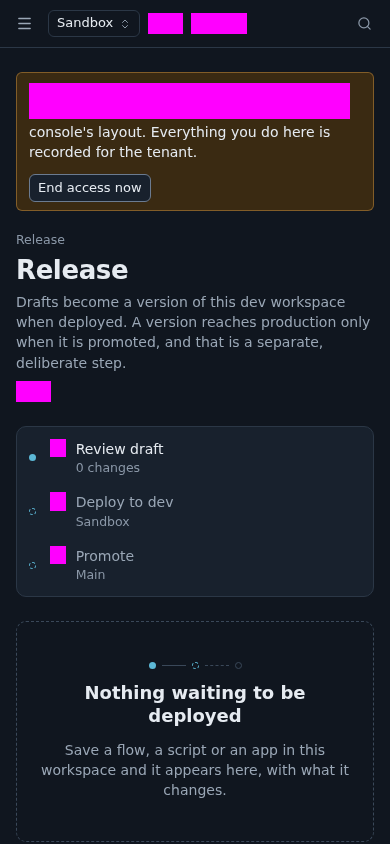 Sandbox
console's layout. Everything you do here is
recorded for the tenant.
End access now
Release
Release
Drafts become a version of this dev workspace
when deployed. A version reaches production only
when it is promoted, and that is a separate,
deliberate step.
Review draft
0 changes
Deploy to dev
Sandbox
Promote
Main
Nothing waiting to be
deployed
Save a flow, a script or an app in this
workspace and it appears here, with what it
changes.